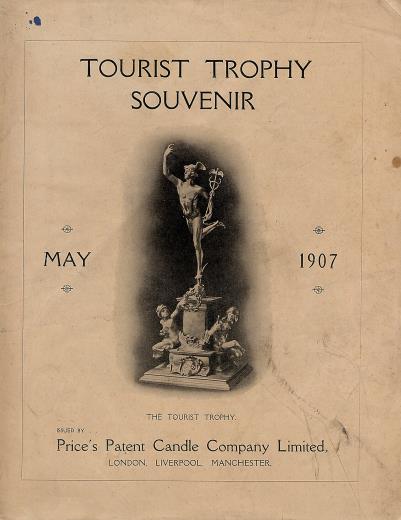 TOURIST TROPHY
SOUVENIR
MAY
1907
THE TOURIST TROPHY.
ISSUED BY
Price's Patent Candle Company Limited,
LONDON, LIVERPOOL, MANCHESTER.